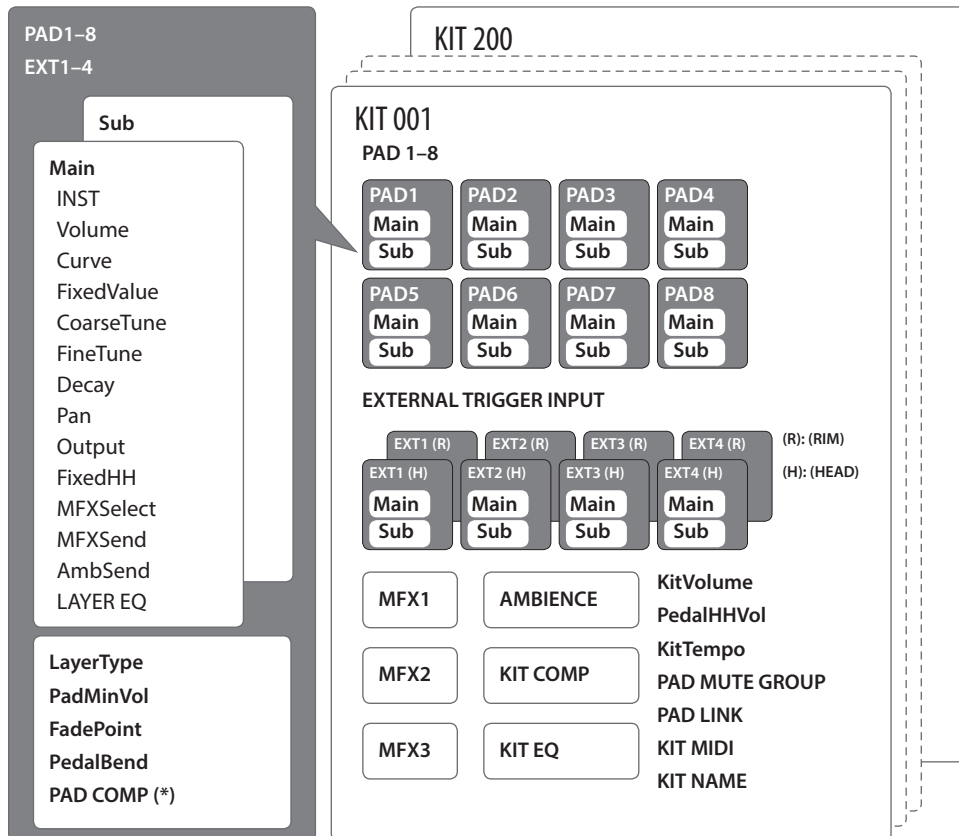 PAD1–8
EXT1–4
Sub
Main
INST
Volume
Curve
FixedValue
CoarseTune
FineTune
Decay
Pan
Output
FixedHH
MFXSelect
MFXSend
AmbSend
LAYER EQ
LayerType
PadMinVol
FadePoint
PedalBend
PAD COMP (*)
KIT 200
KIT 001
PAD 1–8
PAD1 PAD2 PAD3 PAD4
Main Main Main Main
Sub Sub Sub Sub
PAD5 PAD6 PAD7 PAD8
Main Main Main Main
Sub Sub Sub Sub
EXTERNAL TRIGGER INPUT
EXT1 (R) EXT2 (R) EXT3 (R) EXT4 (R) (R): (RIM)
EXT1 (H) EXT2 (H) EXT3 (H) EXT4 (H) (H): (HEAD)
Main Main Main Main
Sub Sub Sub Sub
MFX1 AMBIENCE
MFX2 KIT COMP
MFX3 KIT EQ
KitVolume
PedalHHVol
KitTempo
PAD MUTE GROUP
PAD LINK
KIT MIDI
KIT NAME